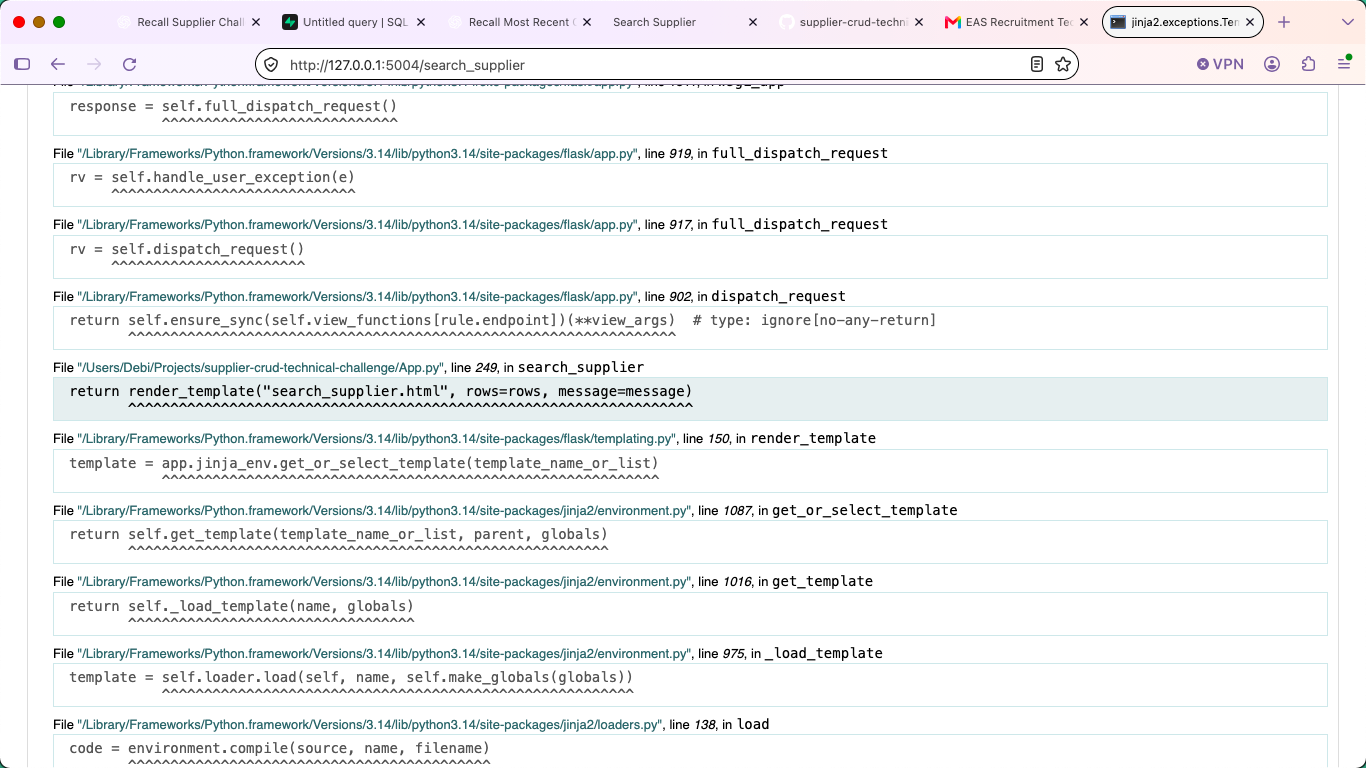 Recall Supplier Chal
Untitled query | SQL
Recall Most Recent
Search Supplier
supplier-crud-techni
EAS Recruitment Tec
jinja2.exceptions.Ten
http://127.0.0.1:5004/search_supplier
VPN
response = self.full_dispatch_request()
^^^^^^^^^^^^^^^^^^^^^^^^^^^^
File "/Library/Frameworks/Python.framework/Versions/3.14/lib/python3.14/site-packages/flask/app.py", line 919, in full_dispatch_request
rv = self.handle_user_exception(e)
^^^^^^^^^^^^^^^^^^^^^^^^^^^^^
File "/Library/Frameworks/Python.framework/Versions/3.14/lib/python3.14/site-packages/flask/app.py", line 917, in full_dispatch_request
rv = self.dispatch_request()
^^^^^^^^^^^^^^^^^^^^^^^
File "/Library/Frameworks/Python.framework/Versions/3.14/lib/python3.14/site-packages/flask/app.py", line 902, in dispatch_request
return self.ensure_sync(self.view_functions[rule.endpoint])(**view_args)  # type: ignore[no-any-return]
^^^^^^^^^^^^^^^^^^^^^^^^^^^^^^^^^^^^^^^^^^^^^^^^^^^^^^^^^^^^^^^^^
File "/Users/Debi/Projects/supplier-crud-technical-challenge/App.py", line 249, in search_supplier
return render_template("search_supplier.html", rows=rows, message=message)
^^^^^^^^^^^^^^^^^^^^^^^^^^^^^^^^^^^^^^^^^^^^^^^^^^^^^^^^^^^^^^^^^^^
File "/Library/Frameworks/Python.framework/Versions/3.14/lib/python3.14/site-packages/flask/templating.py", line 150, in render_template
template = app.jinja_env.get_or_select_template(template_name_or_list)
^^^^^^^^^^^^^^^^^^^^^^^^^^^^^^^^^^^^^^^^^^^^^^^^^^^^^^^^^^^
File "/Library/Frameworks/Python.framework/Versions/3.14/lib/python3.14/site-packages/jinja2/environment.py", line 1087, in get_or_select_template
return self.get_template(template_name_or_list, parent, globals)
^^^^^^^^^^^^^^^^^^^^^^^^^^^^^^^^^^^^^^^^^^^^^^^^^^^^^^^^^
File "/Library/Frameworks/Python.framework/Versions/3.14/lib/python3.14/site-packages/jinja2/environment.py", line 1016, in get_template
return self._load_template(name, globals)
^^^^^^^^^^^^^^^^^^^^^^^^^^^^^^^^^^
File "/Library/Frameworks/Python.framework/Versions/3.14/lib/python3.14/site-packages/jinja2/environment.py", line 975, in _load_template
template = self.loader.load(self, name, self.make_globals(globals))
^^^^^^^^^^^^^^^^^^^^^^^^^^^^^^^^^^^^^^^^^^^^^^^^^^^^^^^^
File "/Library/Frameworks/Python.framework/Versions/3.14/lib/python3.14/site-packages/jinja2/loaders.py", line 138, in load
code = environment.compile(source, name, filename)
^^^^^^^^^^^^^^^^^^^^^^^^^^^^^^^^^^^^^^^^^^^